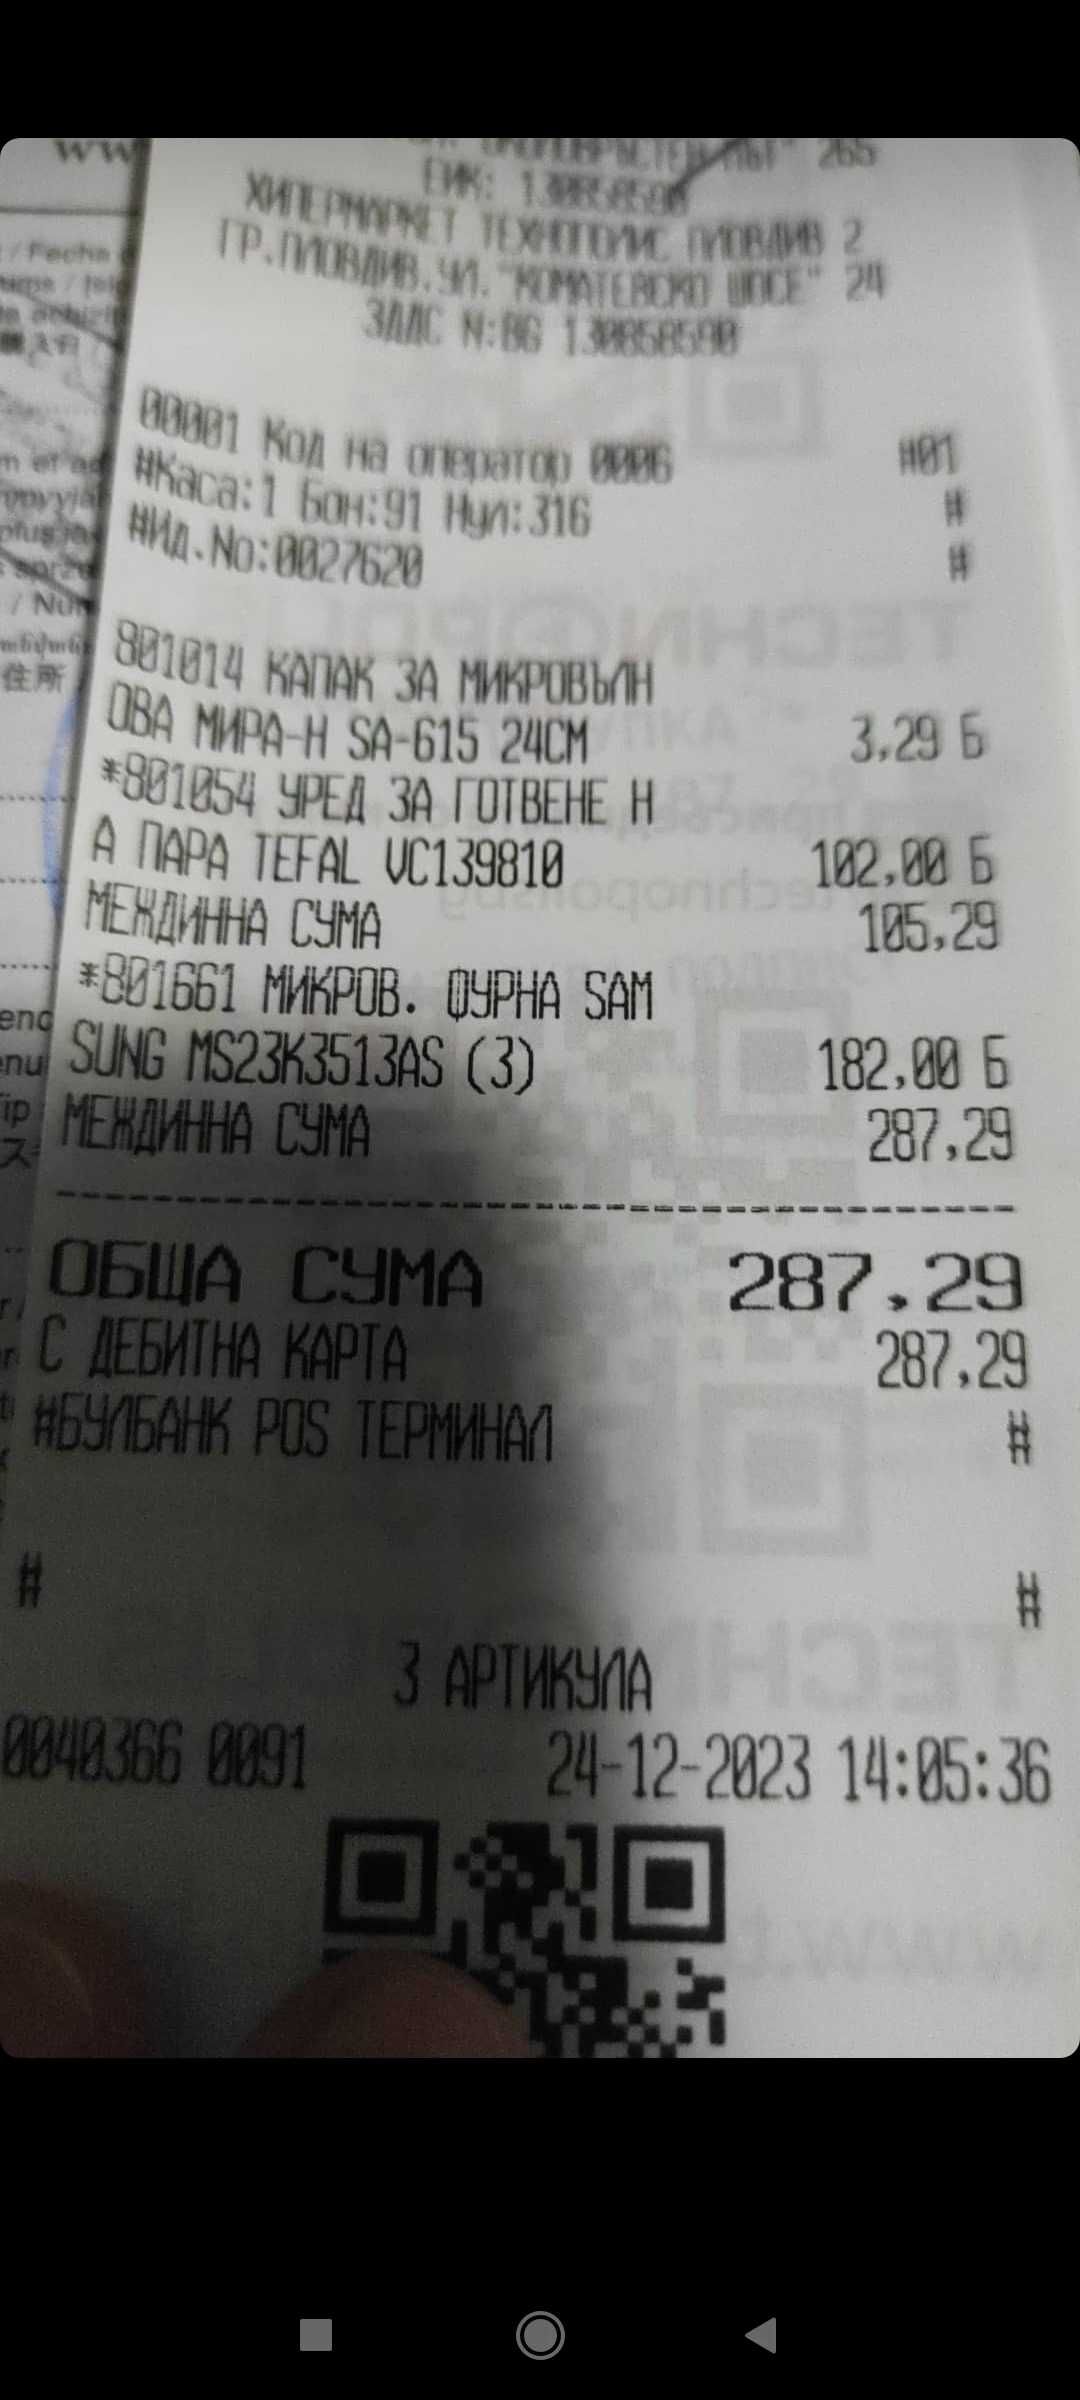 ww
ЕИК: 130858590
ХИПЕРМАРКЕТ ТЕХНОПОЛИС ПЛОВДИВ 2
ГР.ПЛОВДИВ.УЛ."КОМАТЕВСКО ШОСЕ" 24
ЗДДС N:BG 130858590
00001 Код на оператор 0006 #01
#Каса:1 Бон:91 Нул:316 #
#Ид.No:0027620 #
801014 КАПАК ЗА МИКРОВЪЛН
ОВА МИРА-Н SA-615 24СМ 3,29 Б
*801054 УРЕД ЗА ГОТВЕНЕ Н
А ПАРА TEFAL VC139810 102,00 Б
МЕЖДИННА СУМА 105,29
*801661 МИКРОВ. ФУРНА SAM
SUNG MS23K3513AS (3) 182,00 Б
МЕЖДИННА СУМА 287,29
ОБЩА СУМА 287.29
С ДЕБИТНА КАРТА 287,29
#БУЛБАНК POS ТЕРМИНАЛ #
# #
3 АРТИКУЛА
0040366 0091 24-12-2023 14:05:36